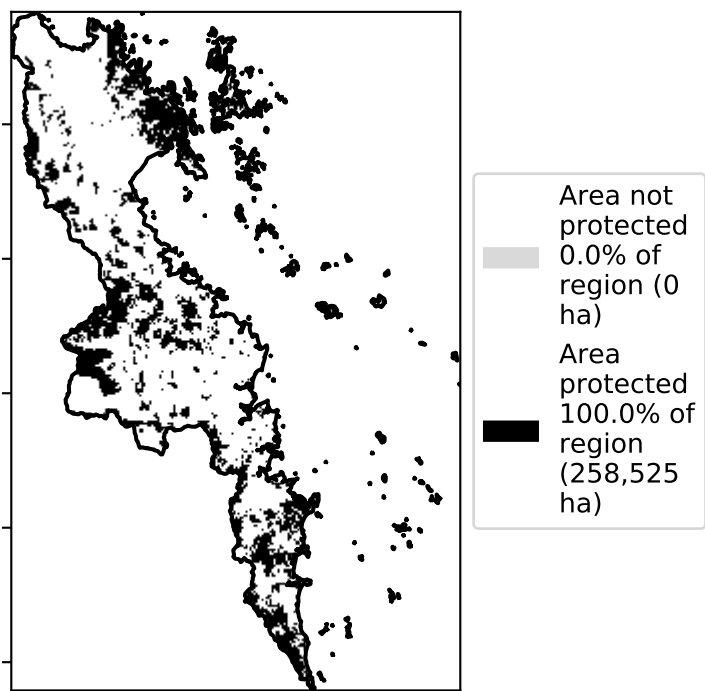 Area not
protected
0.0% of
region (0
ha)
Area
protected
100.0% of
region
(258,525
ha)